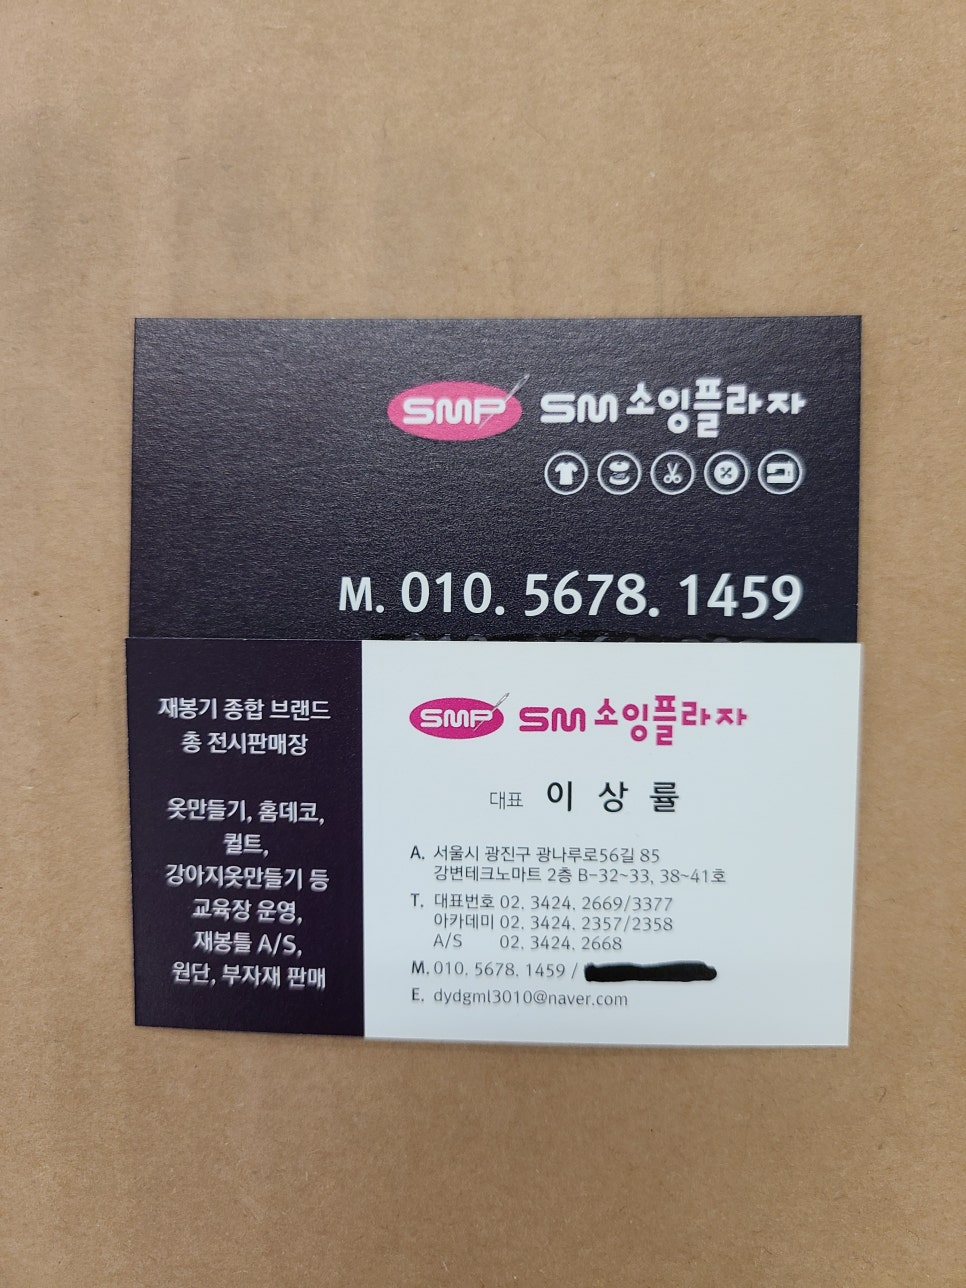 SMP SM 소잉플라자
M. 010. 5678. 1459
재봉기 종합 브랜드
총 전시판매장
옷만들기, 홈데코,
퀼트,
강아지옷만들기 등
교육장 운영,
재봉틀 A/S,
원단, 부자재 판매
SMP SM 소잉플라자
대표 이 상 률
A. 서울시 광진구 광나루로56길 85
강변테크노마트 2층 B-32~33, 38~41호
T. 대표번호 02. 3424. 2669/3377
아카데미 02. 3424. 2357/2358
A/S 02. 3424. 2668
M. 010. 5678. 1459 /
E. dydgml3010@naver.com